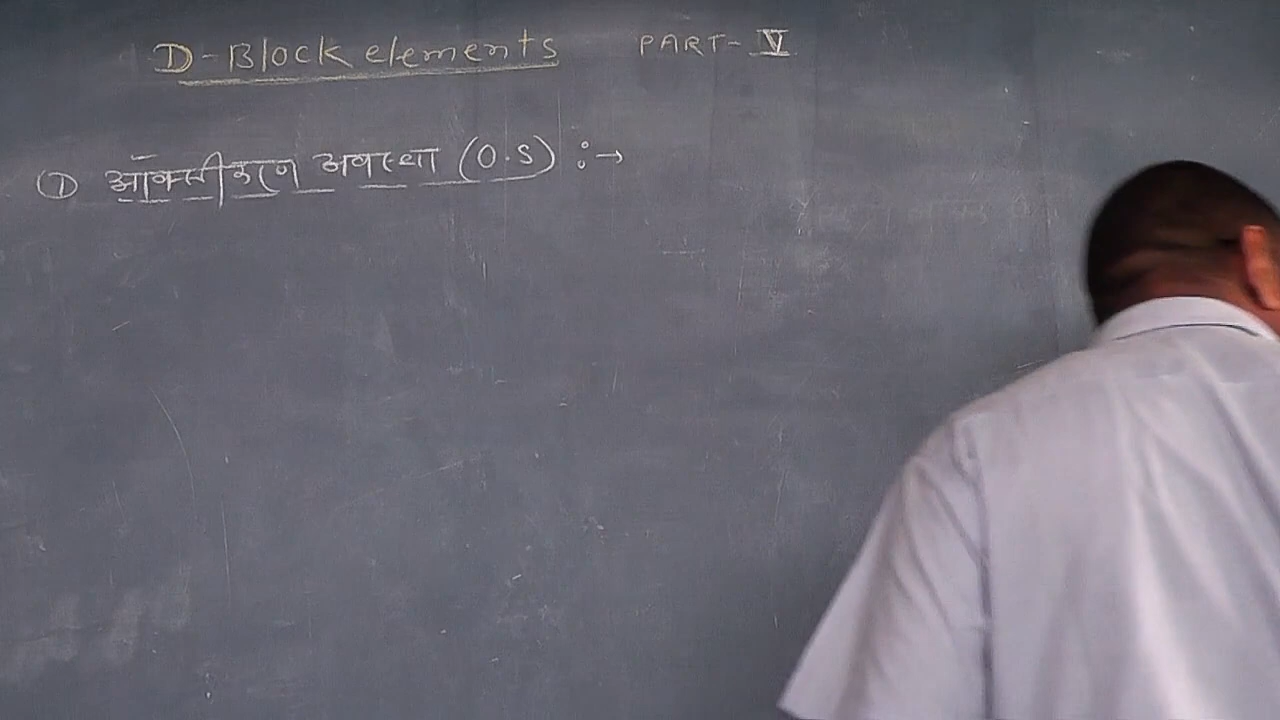 D-Block elements PART-V
① ऑक्सीकरण अवस्था (O.S) :→